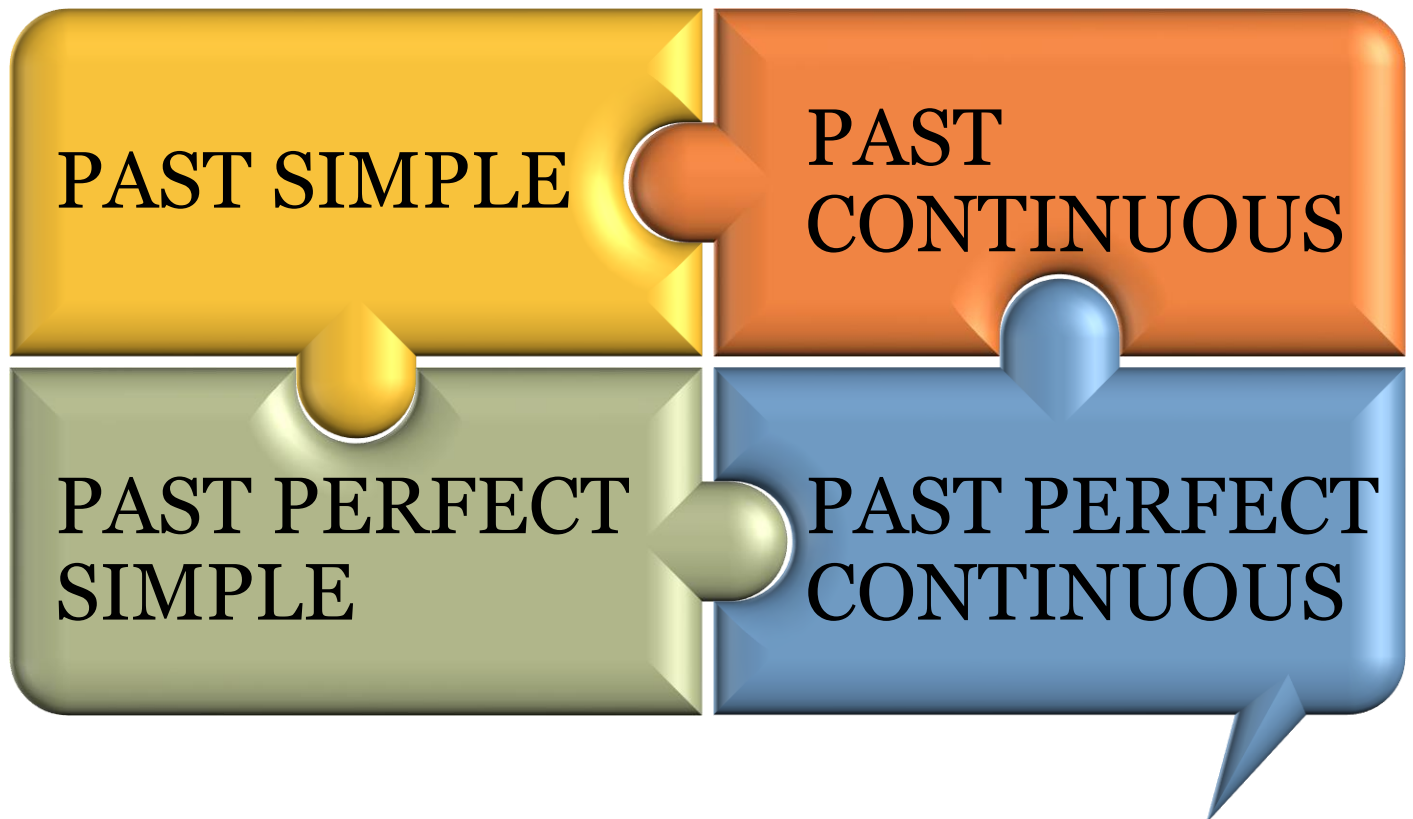 PAST SIMPLE
PAST
CONTINUOUS
PAST PERFECT
SIMPLE
PAST PERFECT
CONTINUOUS